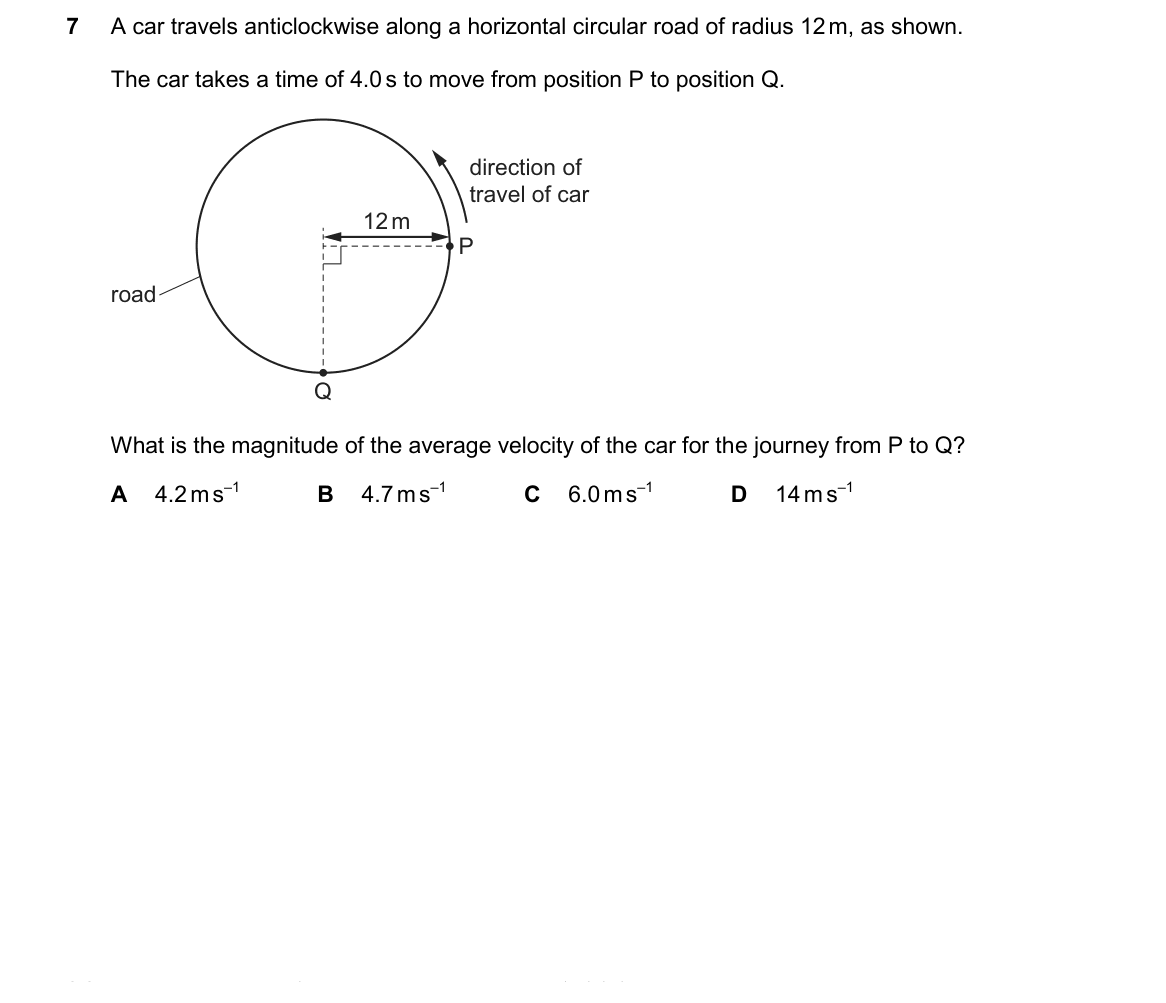 7 A car travels anticlockwise along a horizontal circular road of radius 12 m, as shown.
The car takes a time of 4.0 s to move from position P to position Q.
direction of
travel of car
12 m
P
road
Q
What is the magnitude of the average velocity of the car for the journey from P to Q?
A 4.2 m s⁻¹ B 4.7 m s⁻¹ C 6.0 m s⁻¹ D 14 m s⁻¹